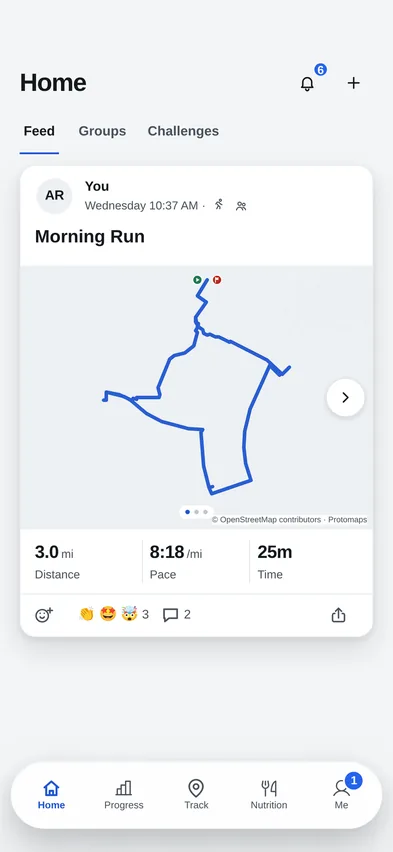 Home
6
Feed Groups Challenges
AR
You
Wednesday 10:37 AM ·
Morning Run
© OpenStreetMap contributors · Protomaps
3.0 mi 8:18 /mi 25m
Distance Pace Time
3 2
1
Home Progress Track Nutrition Me